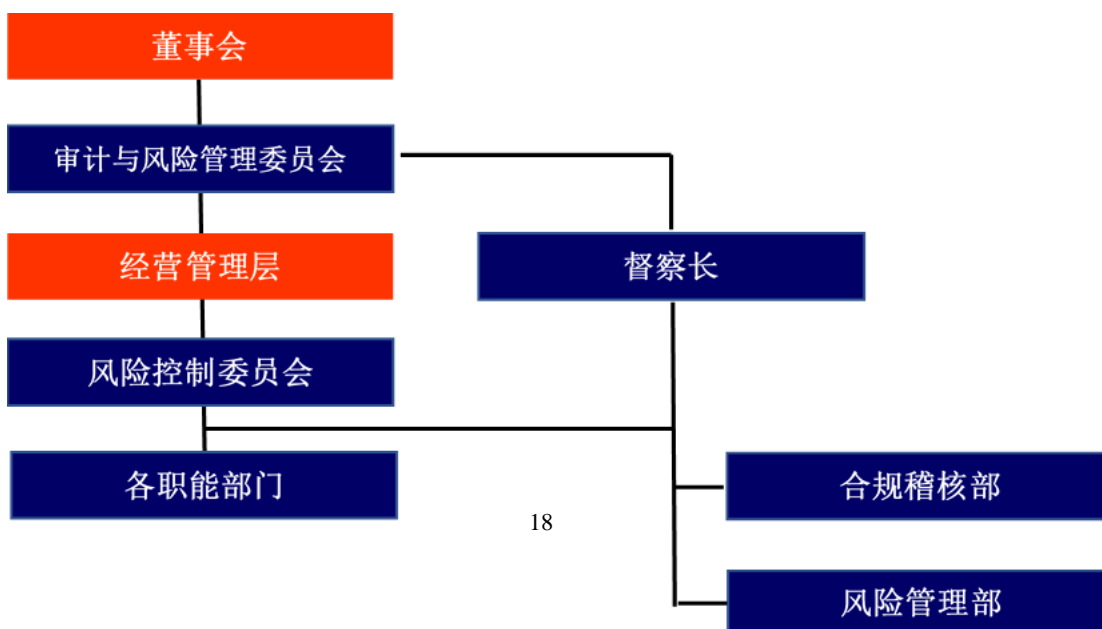 董事会
审计与风险管理委员会
经营管理层
督察长
风险控制委员会
各职能部门
合规稽核部
18
风险管理部